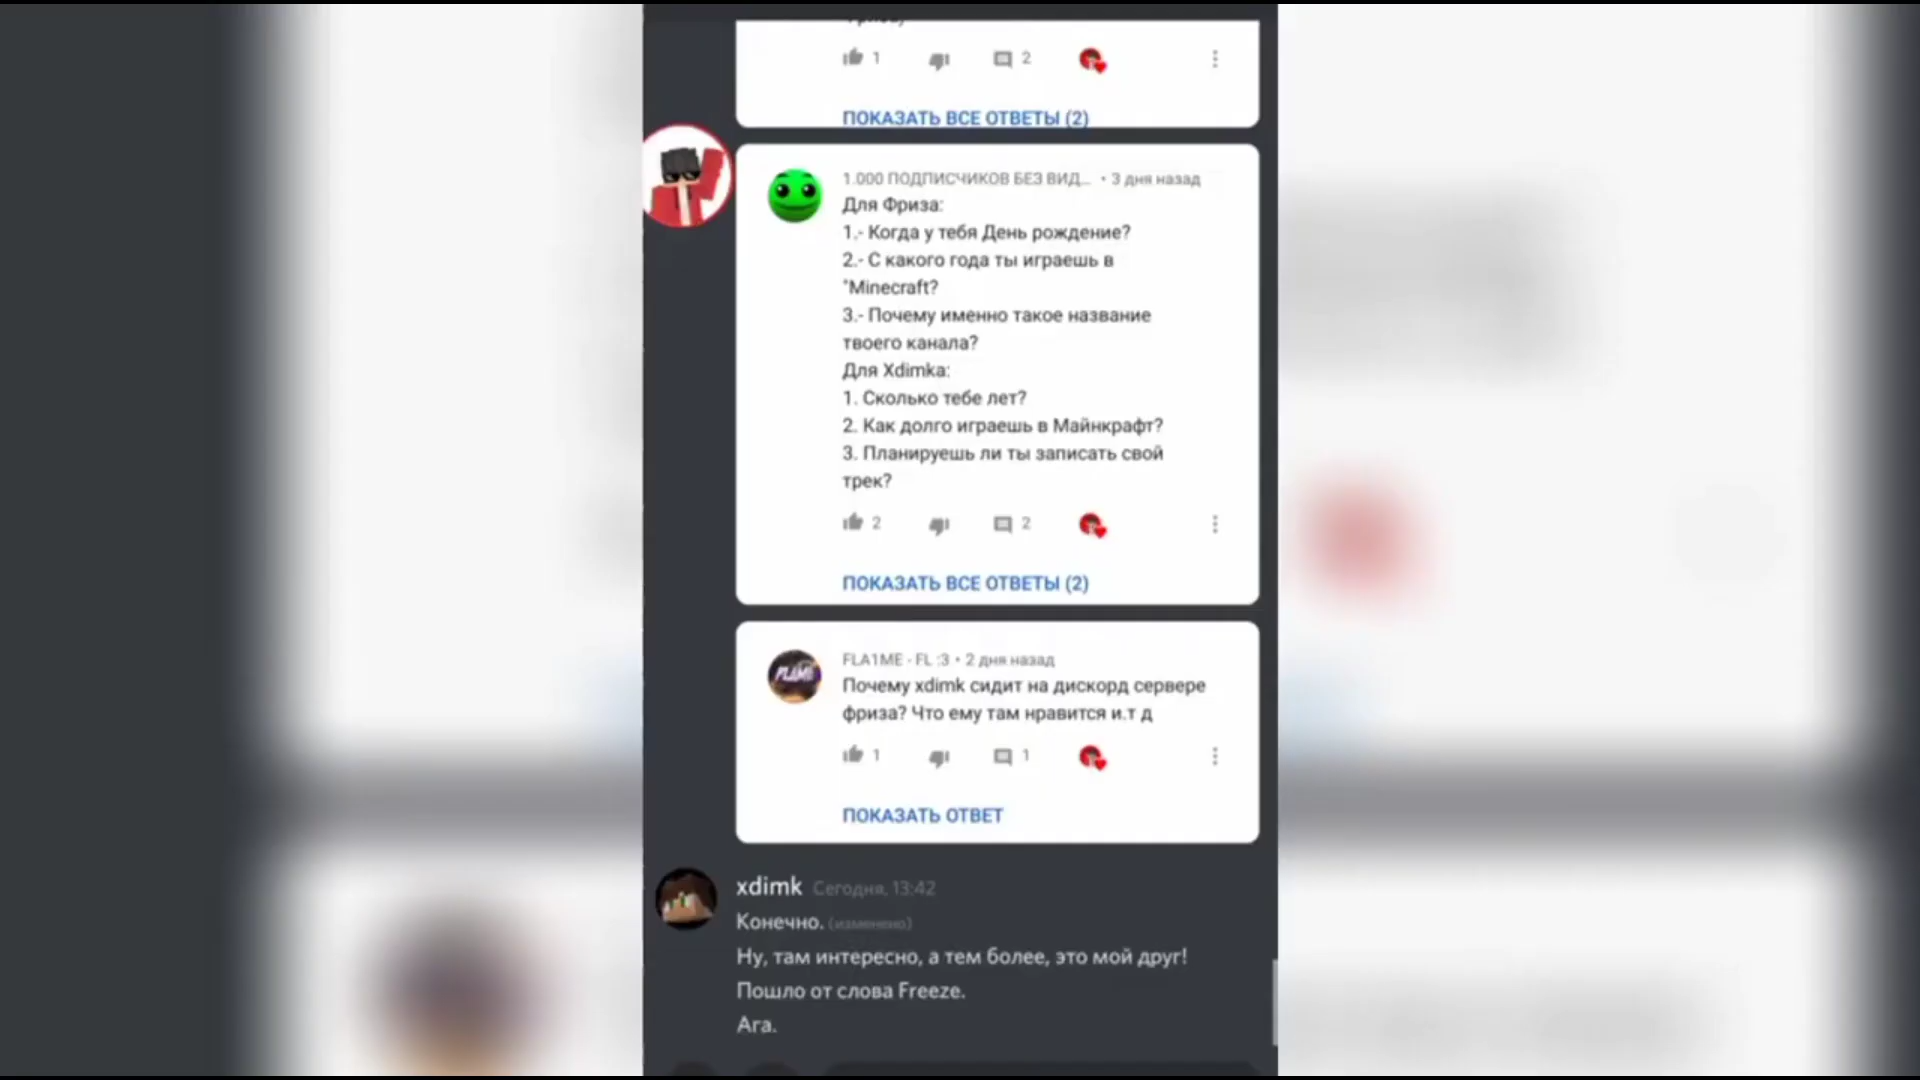 1
2
ПОКАЗАТЬ ВСЕ ОТВЕТЫ (2)
1.000 ПОДПИСЧИКОВ БЕЗ ВИД... • 3 дня назад
Для Фриза:
1.- Когда у тебя День рождение?
2.- С какого года ты играешь в
"Minecraft?
3.- Почему именно такое название
твоего канала?
Для Xdimka:
1. Сколько тебе лет?
2. Как долго играешь в Майнкрафт?
3. Планируешь ли ты записать свой
трек?
2
2
ПОКАЗАТЬ ВСЕ ОТВЕТЫ (2)
FLAME
FLA1ME - FL :3 • 2 дня назад
Почему xdimk сидит на дискорд сервере
фриза? Что ему там нравится и.т д
1
1
ПОКАЗАТЬ ОТВЕТ
xdimk Сегодня, 13:42
Конечно. (изменено)
Ну, там интересно, а тем более, это мой друг!
Пошло от слова Freeze.
Ага.